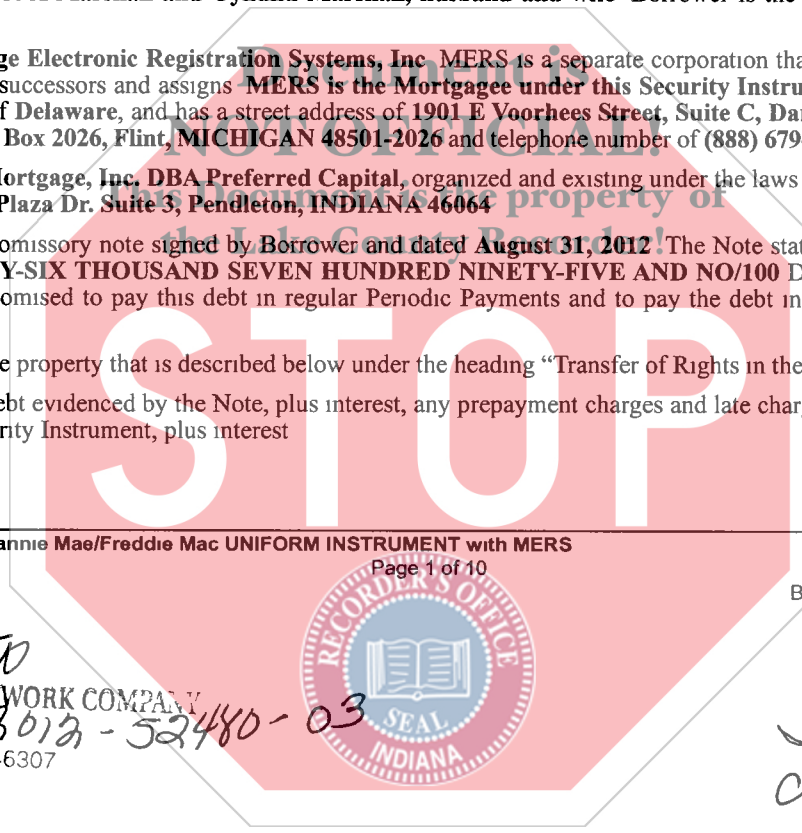 ge Electronic Registration Systems, Inc MERS is a separate corporation tha
successors and assigns MERS is the Mortgagee under this Security Instru
f Delaware, and has a street address of 1901 E Voorhees Street, Suite C, Da
Box 2026, Flint, MICHIGAN 48501-2026 and telephone number of (888) 679
ortgage, Inc. DBA Preferred Capital, organized and existing under the laws
Plaza Dr. Suite 3, Pendleton, INDIANA 46064
omissory note signed by Borrower and dated August 31, 2012 The Note stat
Y-SIX THOUSAND SEVEN HUNDRED NINETY-FIVE AND NO/100 D
omised to pay this debt in regular Periodic Payments and to pay the debt in
e property that is described below under the heading “Transfer of Rights in the
ebt evidenced by the Note, plus interest, any prepayment charges and late charg
rity Instrument, plus interest
Document is
NOT OFFICIAL!
This Document is the property of
the Lake County Recorder!
STOP
annie Mae/Freddie Mac UNIFORM INSTRUMENT with MERS
Page 1 of 10
B
RECORDER'S OFFICE
SEAL
INDIANA
WORK COMPANY
012-52480-03
6307